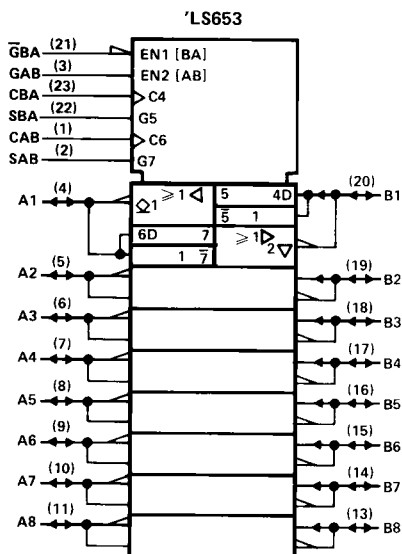 'LS653
G̅BA (21) EN1 [BA]
GAB (3) EN2 [AB]
CBA (23) C4
SBA (22) G5
CAB (1) C6
SAB (2) G7
A1 (4) ≥1 5 4D (20) B1
1 5̅ 1
6D 7 ≥1
1 7̅ 2
A2 (5) (19) B2
A3 (6) (18) B3
A4 (7) (17) B4
A5 (8) (16) B5
A6 (9) (15) B6
A7 (10) (14) B7
A8 (11) (13) B8